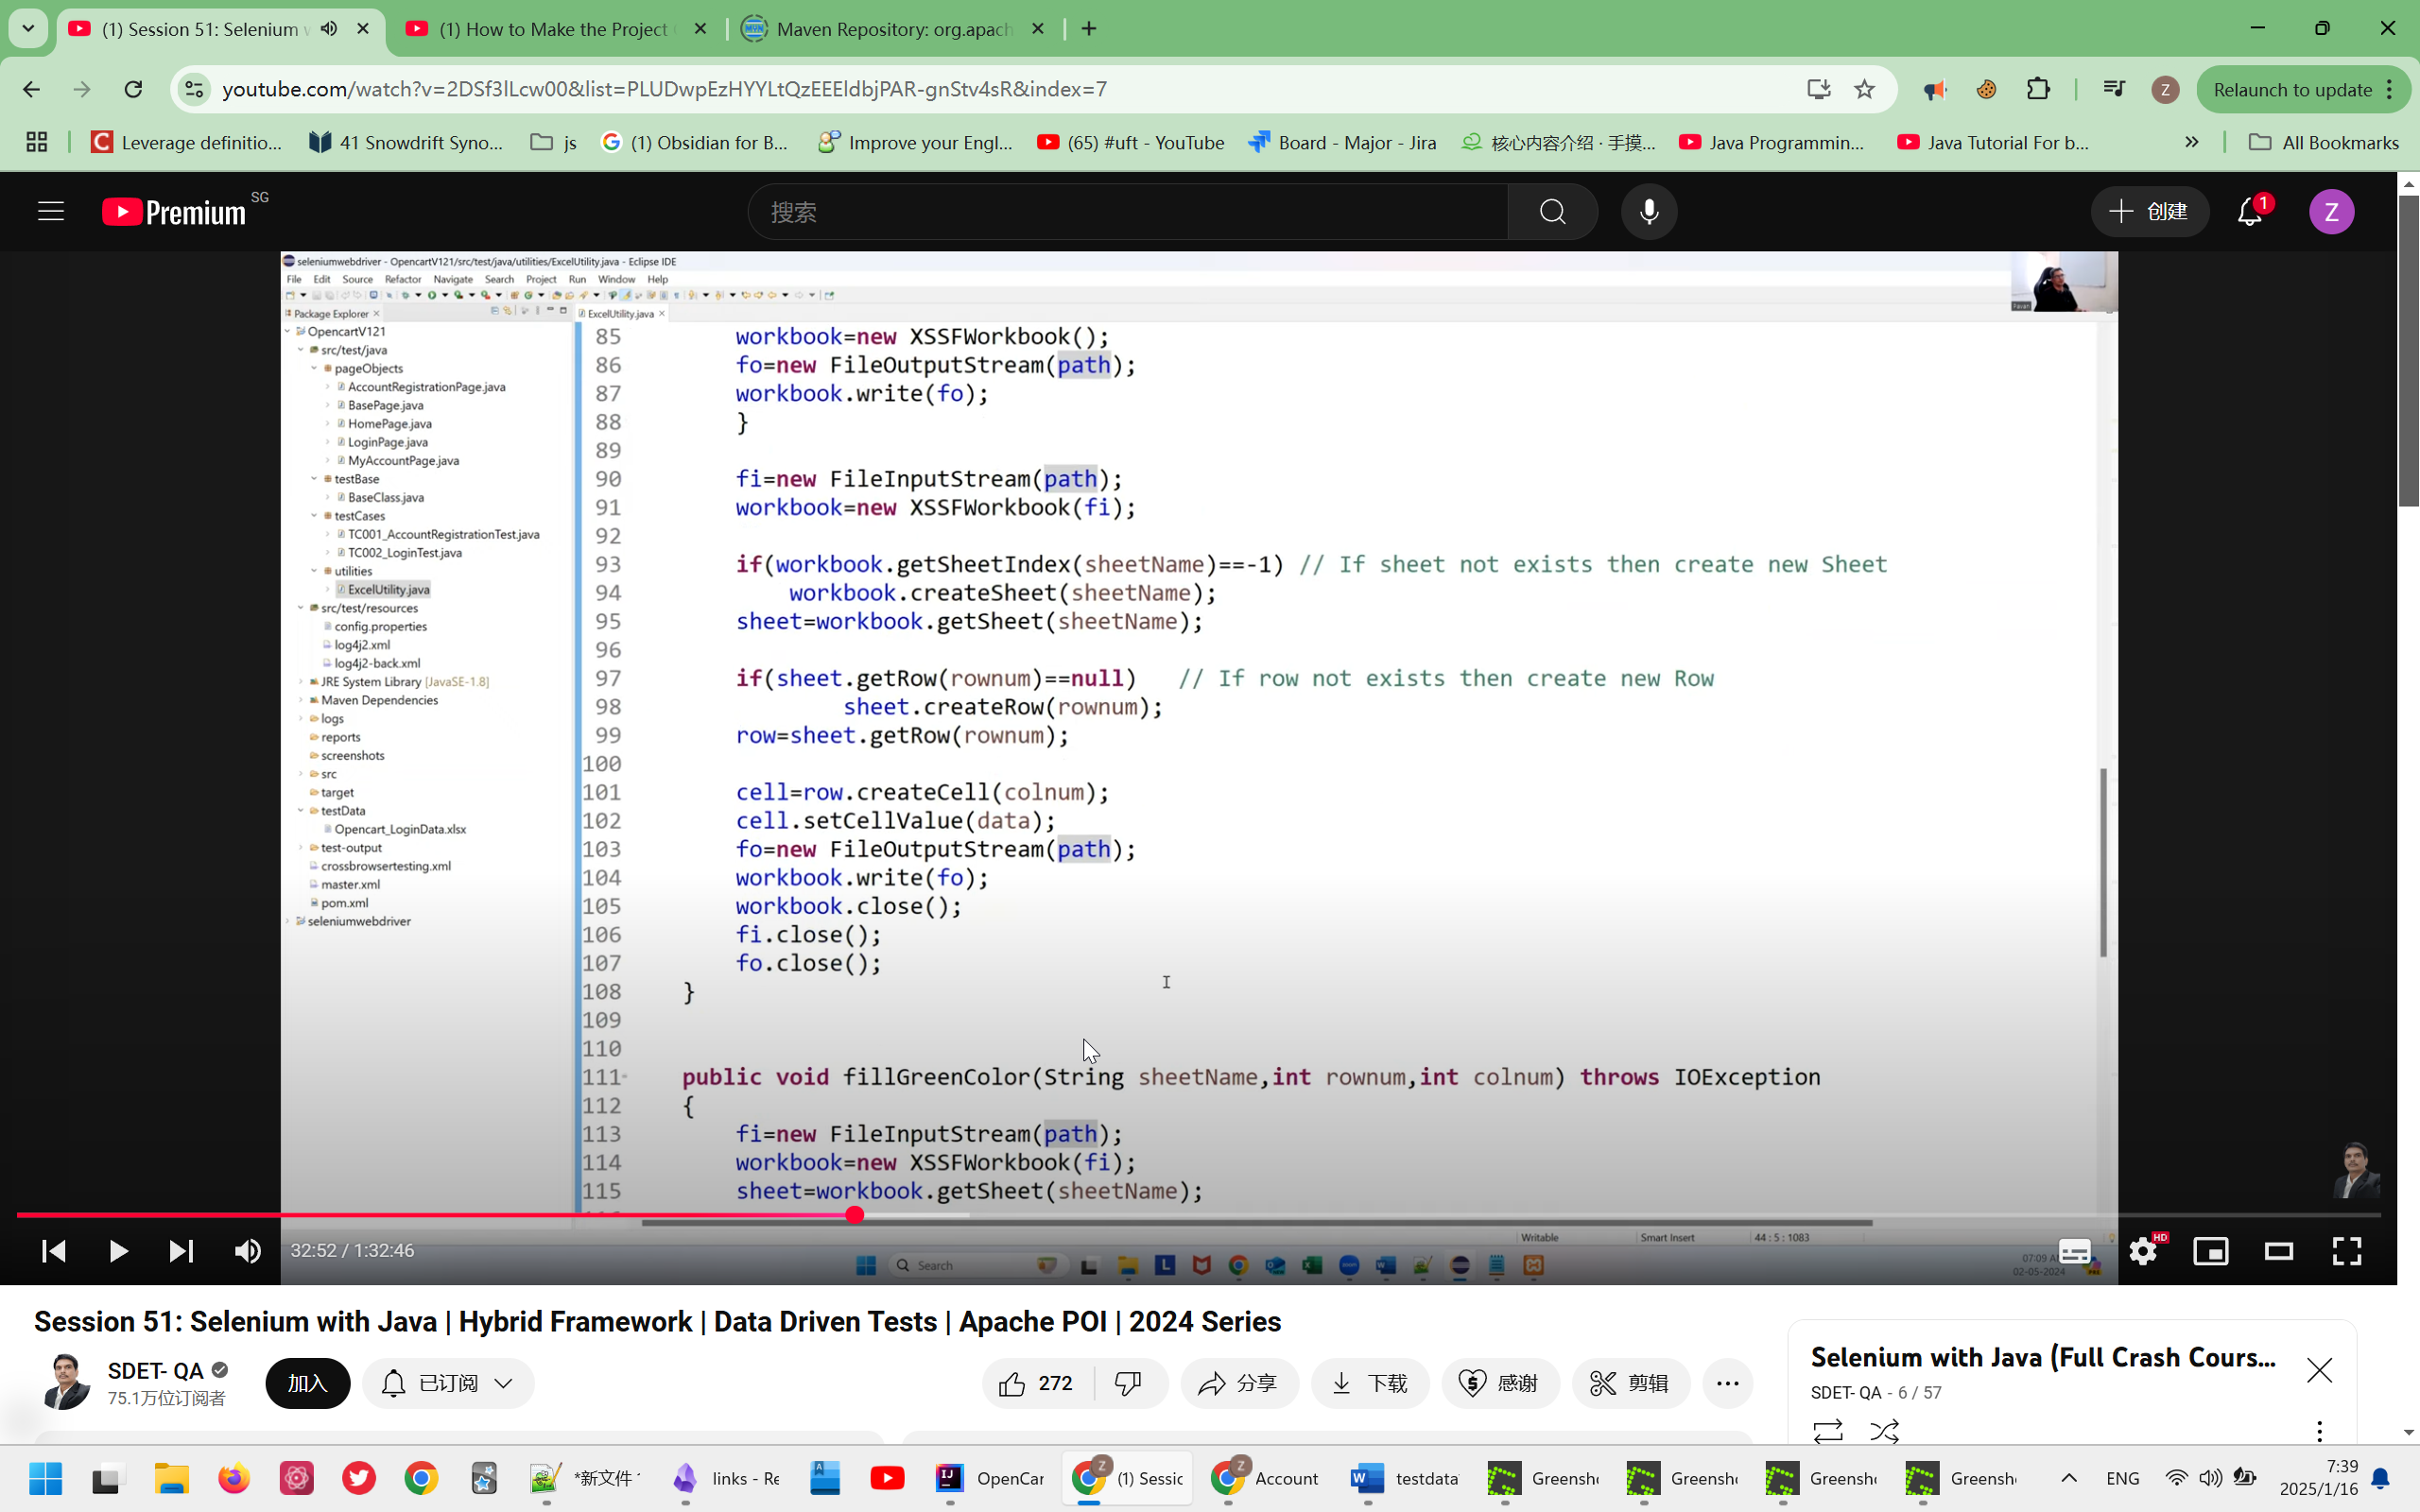 (1) Session 51: Selenium w
(1) How to Make the Project
Maven Repository: org.apach
youtube.com/watch?v=2DSf3lLcw00&list=PLUDwpEzHYYLtQzEEEldbjPAR-gnStv4sR&index=7
Z
Relaunch to update
Leverage definitio...
41 Snowdrift Syno...
js
(1) Obsidian for B...
Improve your Engl...
(65) #uft - YouTube
Board - Major - Jira
核心内容介绍 · 手摸...
Java Programmin...
Java Tutorial For b...
All Bookmarks
Premium SG
搜索
创建
1
Z
seleniumwebdriver - OpencartV121/src/test/java/utilities/ExcelUtility.java - Eclipse IDE
File Edit Source Refactor Navigate Search Project Run Window Help
Package Explorer
ExcelUtility.java
OpencartV121
src/test/java
pageObjects
AccountRegistrationPage.java
BasePage.java
HomePage.java
LoginPage.java
MyAccountPage.java
testBase
BaseClass.java
testCases
TC001_AccountRegistrationTest.java
TC002_LoginTest.java
utilities
ExcelUtility.java
src/test/resources
config.properties
log4j2.xml
log4j2-back.xml
JRE System Library [JavaSE-1.8]
Maven Dependencies
logs
reports
screenshots
src
target
testData
Opencart_LoginData.xlsx
test-output
crossbrowsertesting.xml
master.xml
pom.xml
seleniumwebdriver
85 workbook=new XSSFWorkbook();
86 fo=new FileOutputStream(path);
87 workbook.write(fo);
88 }
89
90 fi=new FileInputStream(path);
91 workbook=new XSSFWorkbook(fi);
92
93 if(workbook.getSheetIndex(sheetName)==-1) // If sheet not exists then create new Sheet
94 workbook.createSheet(sheetName);
95 sheet=workbook.getSheet(sheetName);
96
97 if(sheet.getRow(rownum)==null) // If row not exists then create new Row
98 sheet.createRow(rownum);
99 row=sheet.getRow(rownum);
100
101 cell=row.createCell(colnum);
102 cell.setCellValue(data);
103 fo=new FileOutputStream(path);
104 workbook.write(fo);
105 workbook.close();
106 fi.close();
107 fo.close();
108 }
109
110
111 public void fillGreenColor(String sheetName,int rownum,int colnum) throws IOException
112 {
113 fi=new FileInputStream(path);
114 workbook=new XSSFWorkbook(fi);
115 sheet=workbook.getSheet(sheetName);
Writable Smart Insert 44 : 5 : 1083
Search
07:09
02-05-2024
32:52 / 1:32:46
HD
Session 51: Selenium with Java | Hybrid Framework | Data Driven Tests | Apache POI | 2024 Series
SDET- QA
75.1万位订阅者
加入
已订阅
272
分享
下载
感谢
剪辑
Selenium with Java (Full Crash Cours...
SDET- QA - 6 / 57
*新文件
links - Re
OpenCar
(1) Sessic
Account
testdata
Greensh
Greensh
Greensh
Greensh
ENG
7:39
2025/1/16